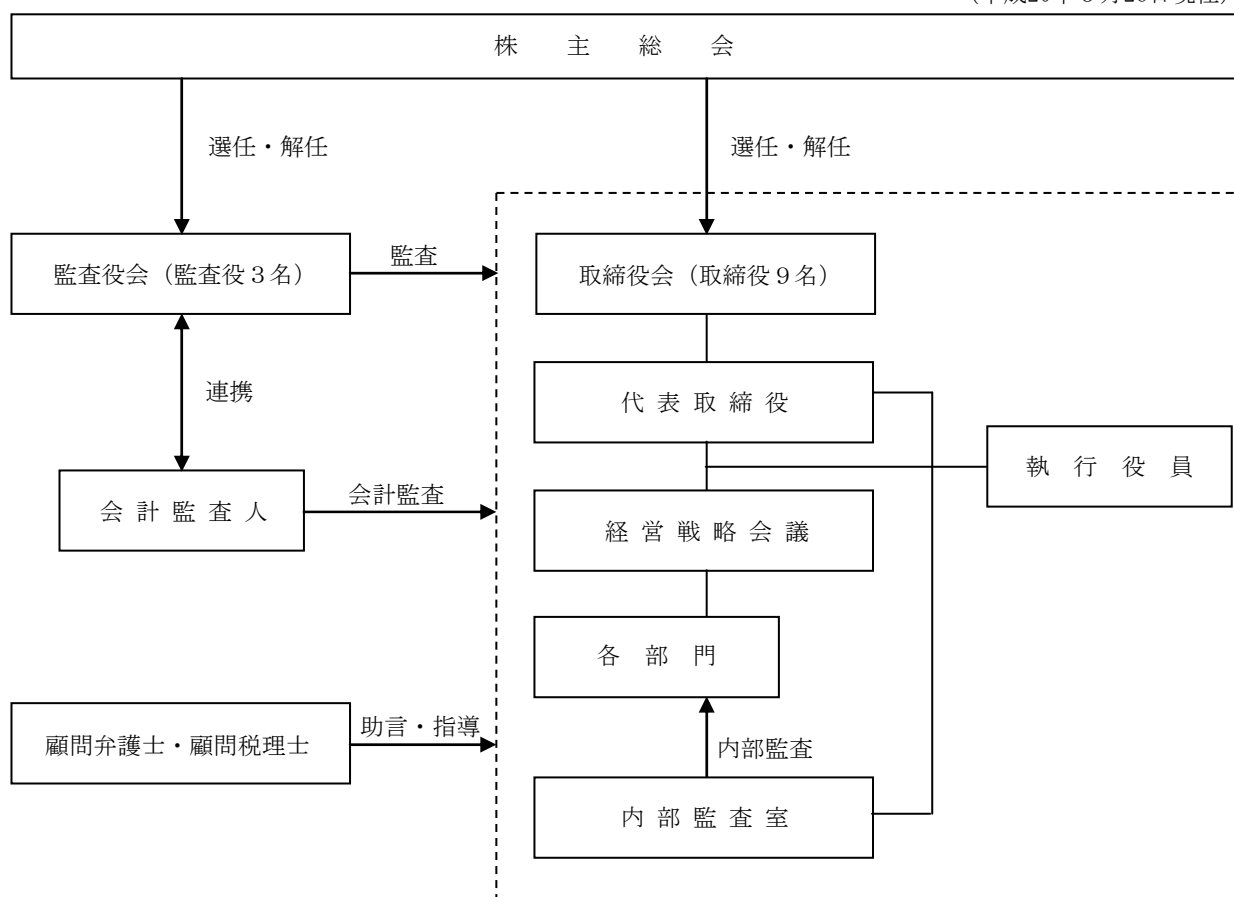 株 主 総 会
選任・解任
選任・解任
監査役会（監査役３名）
監査
取締役会（取締役９名）
連携
代 表 取 締 役
執 行 役 員
会 計 監 査 人
会計監査
経 営 戦 略 会 議
各 部 門
顧問弁護士・顧問税理士
助言・指導
内部監査
内 部 監 査 室